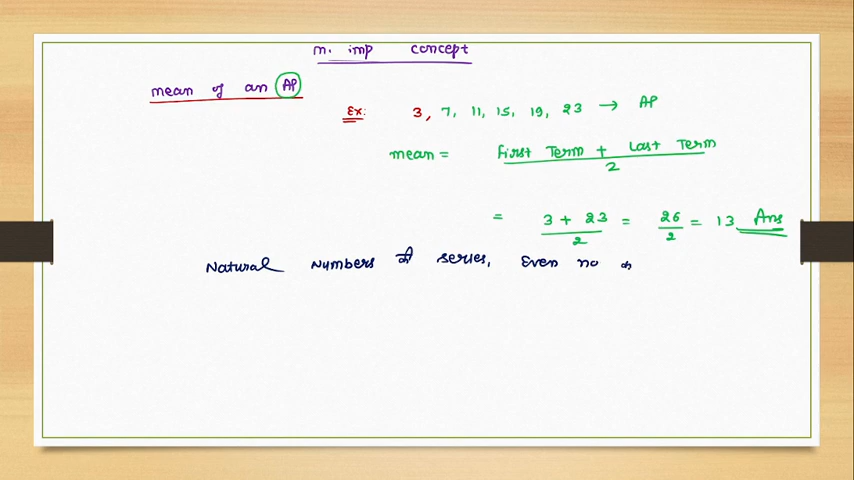 m. imp concept
mean of an AP
Ex: 3, 7, 11, 15, 19, 23 → AP
mean = First Term + Last Term / 2
= 3 + 23 / 2 = 26 / 2 = 13 Ans
Natural Numbers की series, Even no क